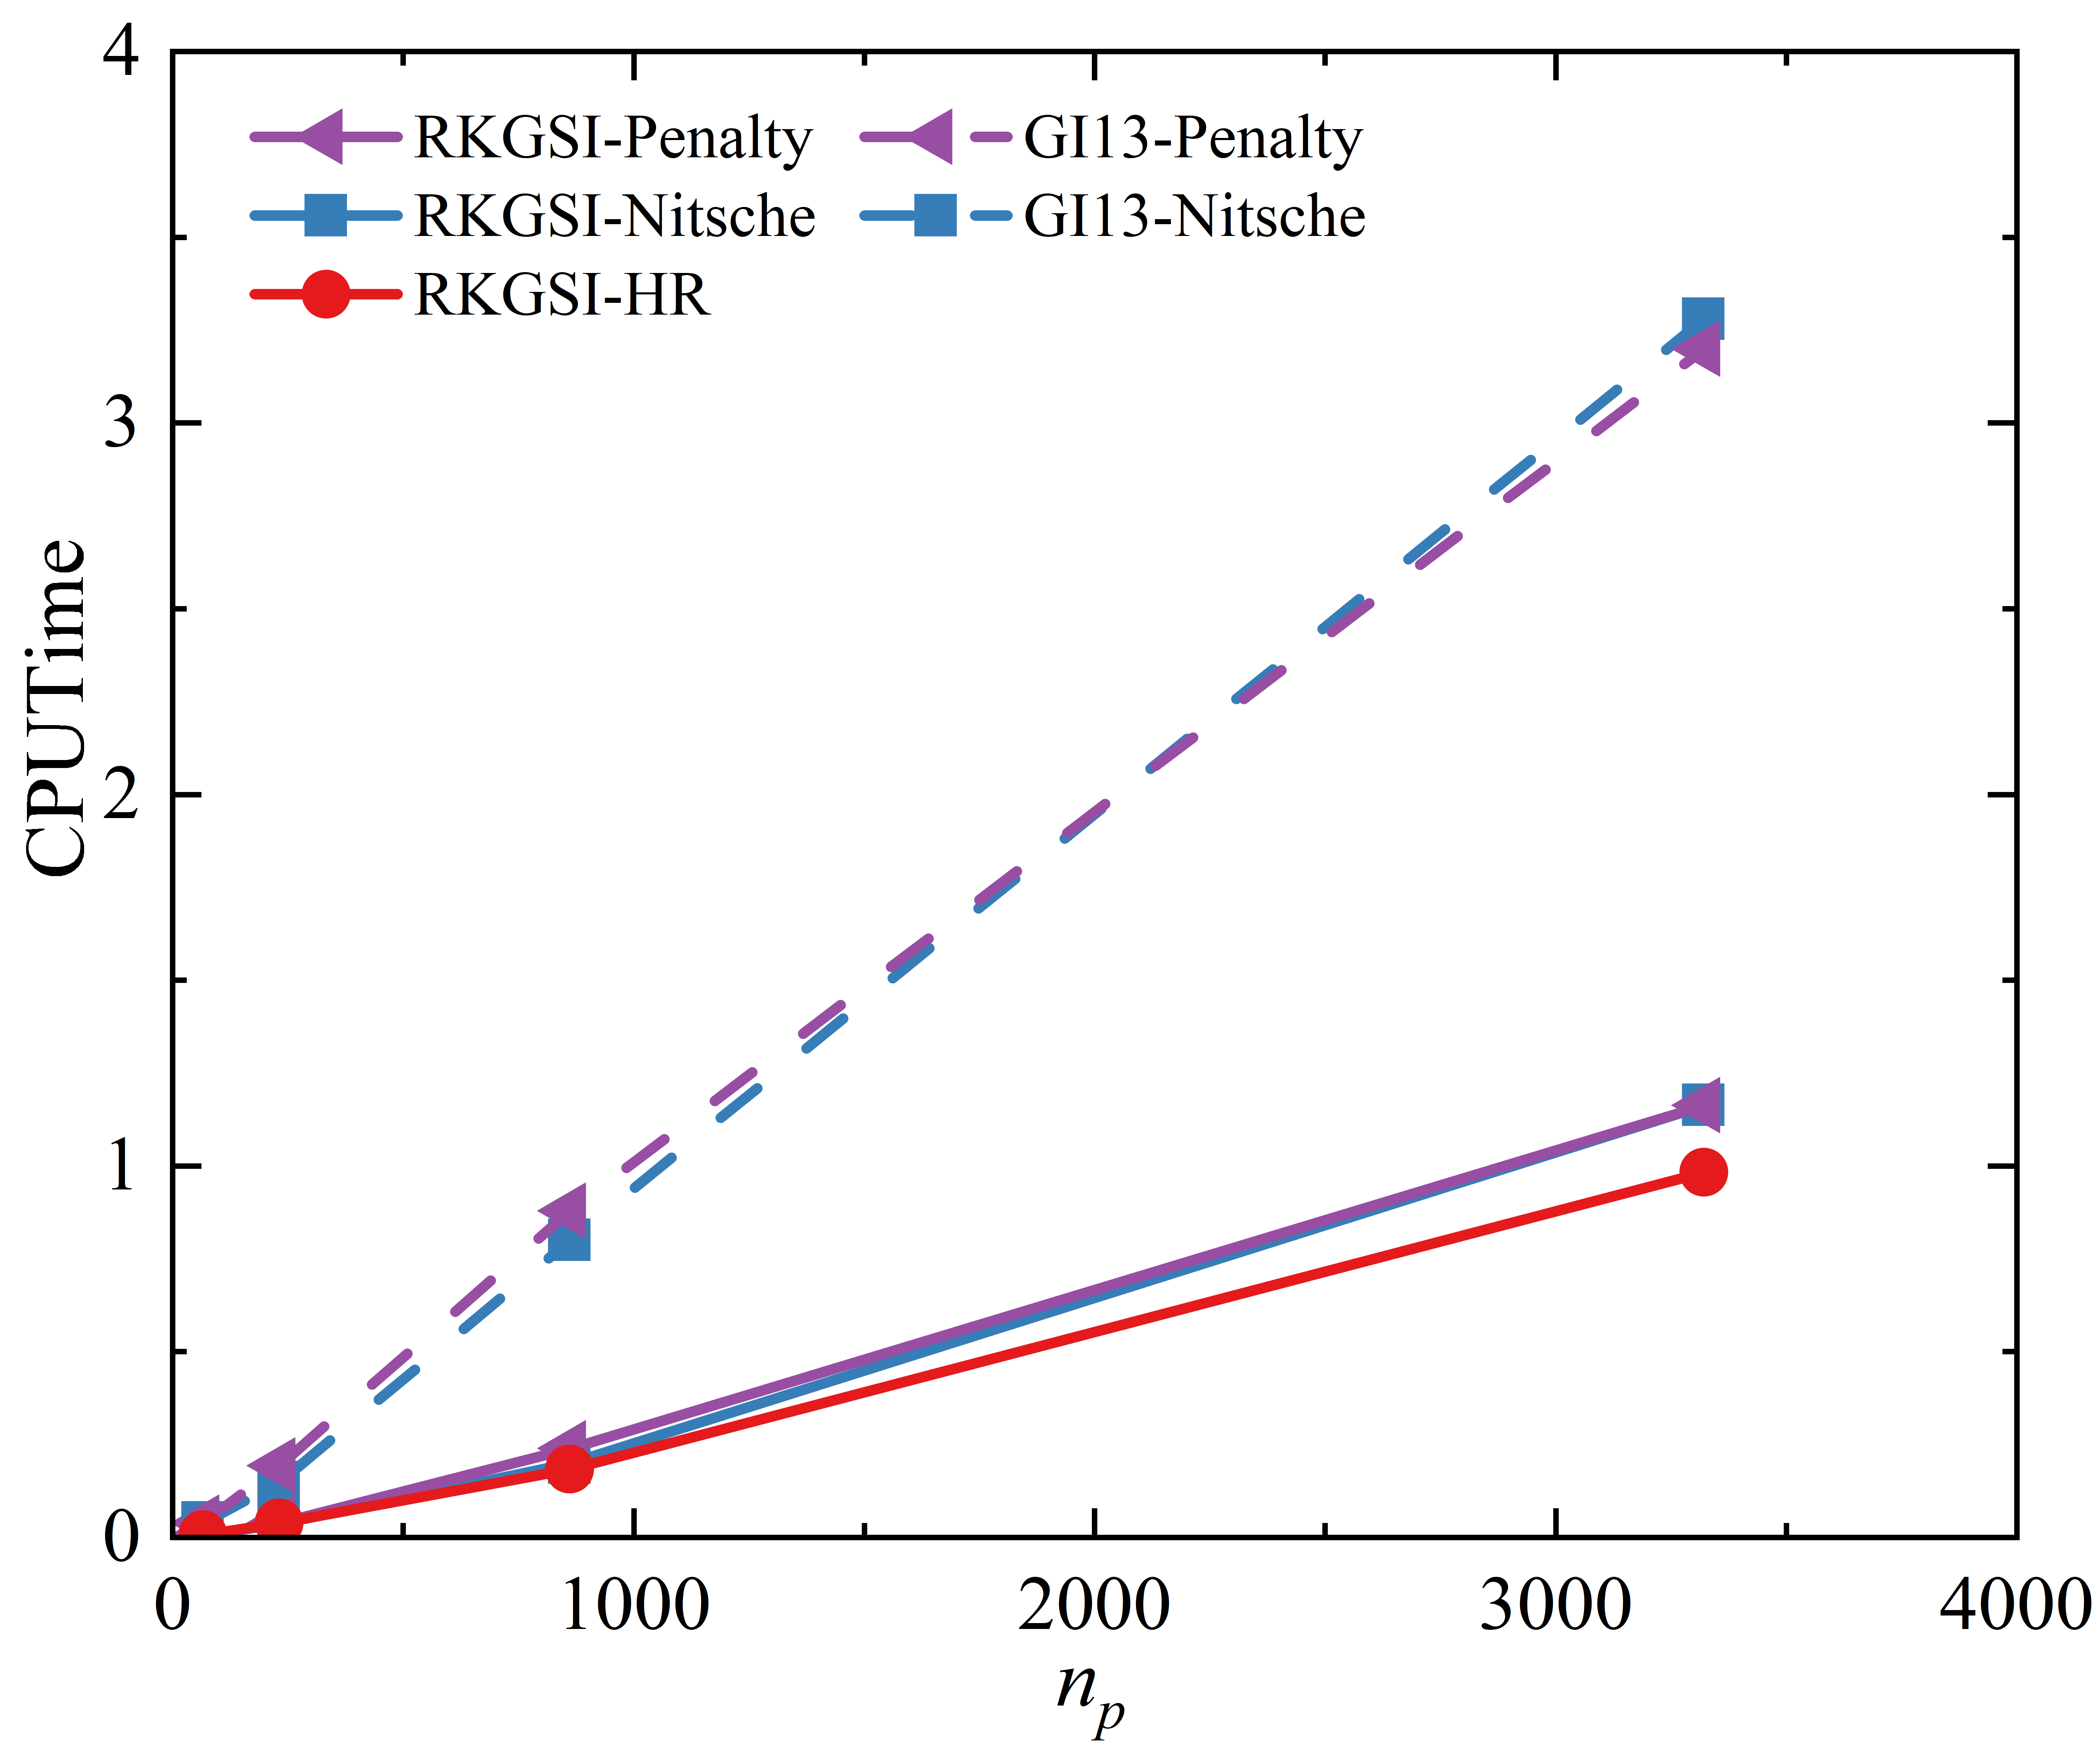 4
3
2
1
0
CPUTime
RKGSI-Penalty
GI13-Penalty
RKGSI-Nitsche
GI13-Nitsche
RKGSI-HR
0
1000
2000
3000
4000
np